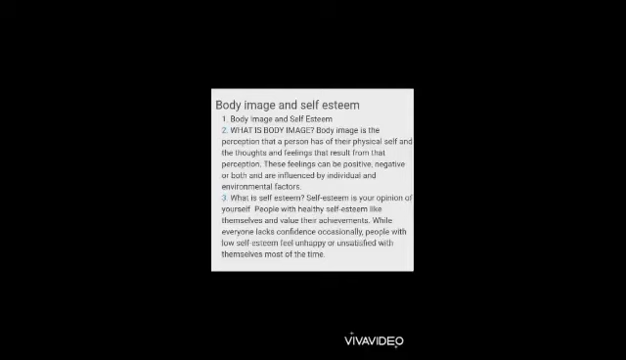 Body image and self esteem
1. Body Image and Self Esteem
2. WHAT IS BODY IMAGE? Body image is the
perception that a person has of their physical self and
the thoughts and feelings that result from that
perception. These feelings can be positive, negative
or both and are influenced by individual and
environmental factors.
3. What is self esteem? Self-esteem is your opinion of
yourself. People with healthy self-esteem like
themselves and value their achievements. While
everyone lacks confidence occasionally, people with
low self-esteem feel unhappy or unsatisfied with
themselves most of the time.
VIVAVIDEO